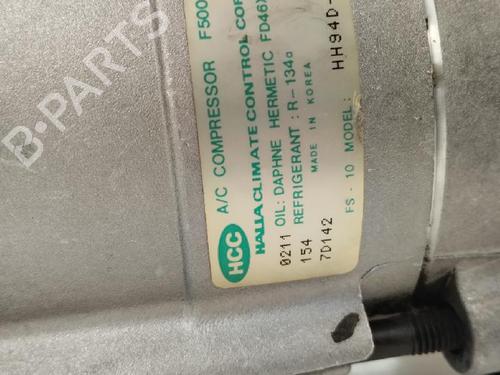 B-PARTS
HCC
A/C COMPRESSOR F500
HALLA CLIMATE CONTROL COR
OIL: DAPHNE HERMETIC FD46
REFRIGERANT : R-134a
MADE IN KOREA
0211
154
7D142
FS - 10 MODEL :
HH94D-